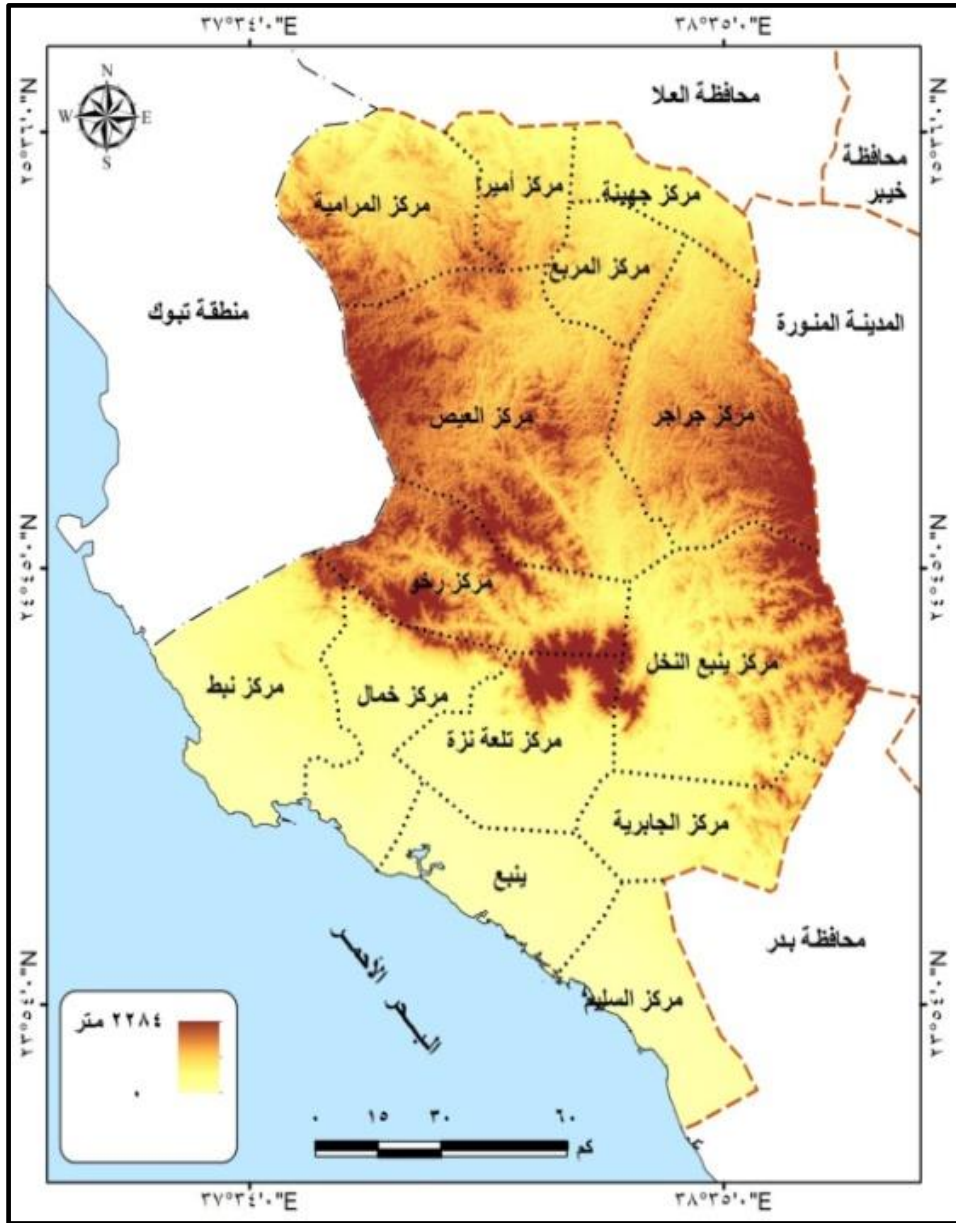 ٣٧°٣٤'٠"E
٣٨°٣٥'٠"E
N
W
E
S
محافظة العلا
محافظة
خيبر
مركز أميرا
مركز جهينة
مركز المرامية
مركز المربع
منطقة تبوك
المدينة المنورة
مركز العيص
مركز جراجر
مركز رخو
مركز ينبع النخل
مركز نبط
مركز خمال
مركز تلعة نزة
مركز الجابرية
ينبع
محافظة بدر
مركز السليم
٢٢٨٤ متر
٠
٠ ١٥ ٣٠ ٦٠
كم
٣٧°٣٤'٠"E
٣٨°٣٥'٠"E